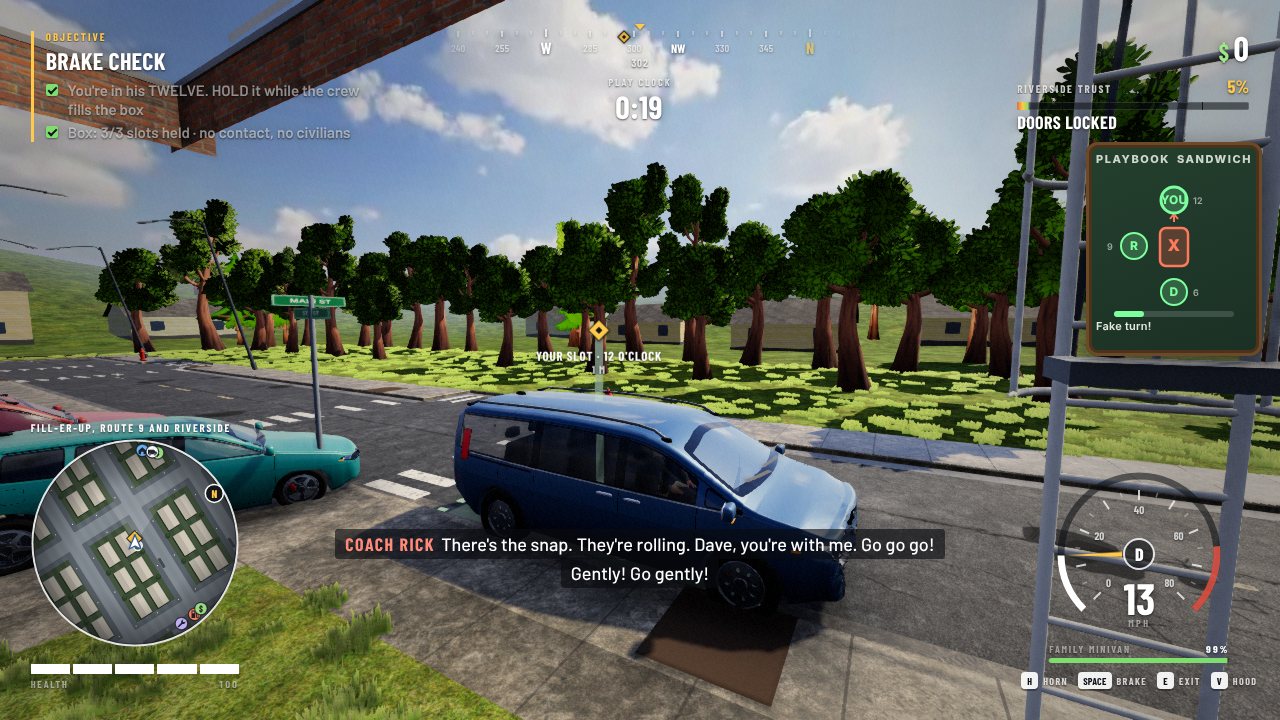 OBJECTIVE
BRAKE CHECK
You're in his TWELVE. HOLD it while the crew
fills the box
Box: 3/3 slots held · no contact, no civilians
240 255 W 285 300 NW 330 345 N
302
PLAY CLOCK
0:19
$0
RIVERSIDE TRUST 5%
DOORS LOCKED
PLAYBOOK SANDWICH
YOU 12
9 R X
D 6
Fake turn!
MAIN ST
YOUR SLOT · 12 O'CLOCK
FILL-ER-UP, ROUTE 9 AND RIVERSIDE
N
$
COACH RICK There's the snap. They're rolling. Dave, you're with me. Go go go!
Gently! Go gently!
0 20 40 60 80
D
13
MPH
FAMILY MINIVAN 99%
HEALTH 100
H HORN SPACE BRAKE E EXIT V HOOD